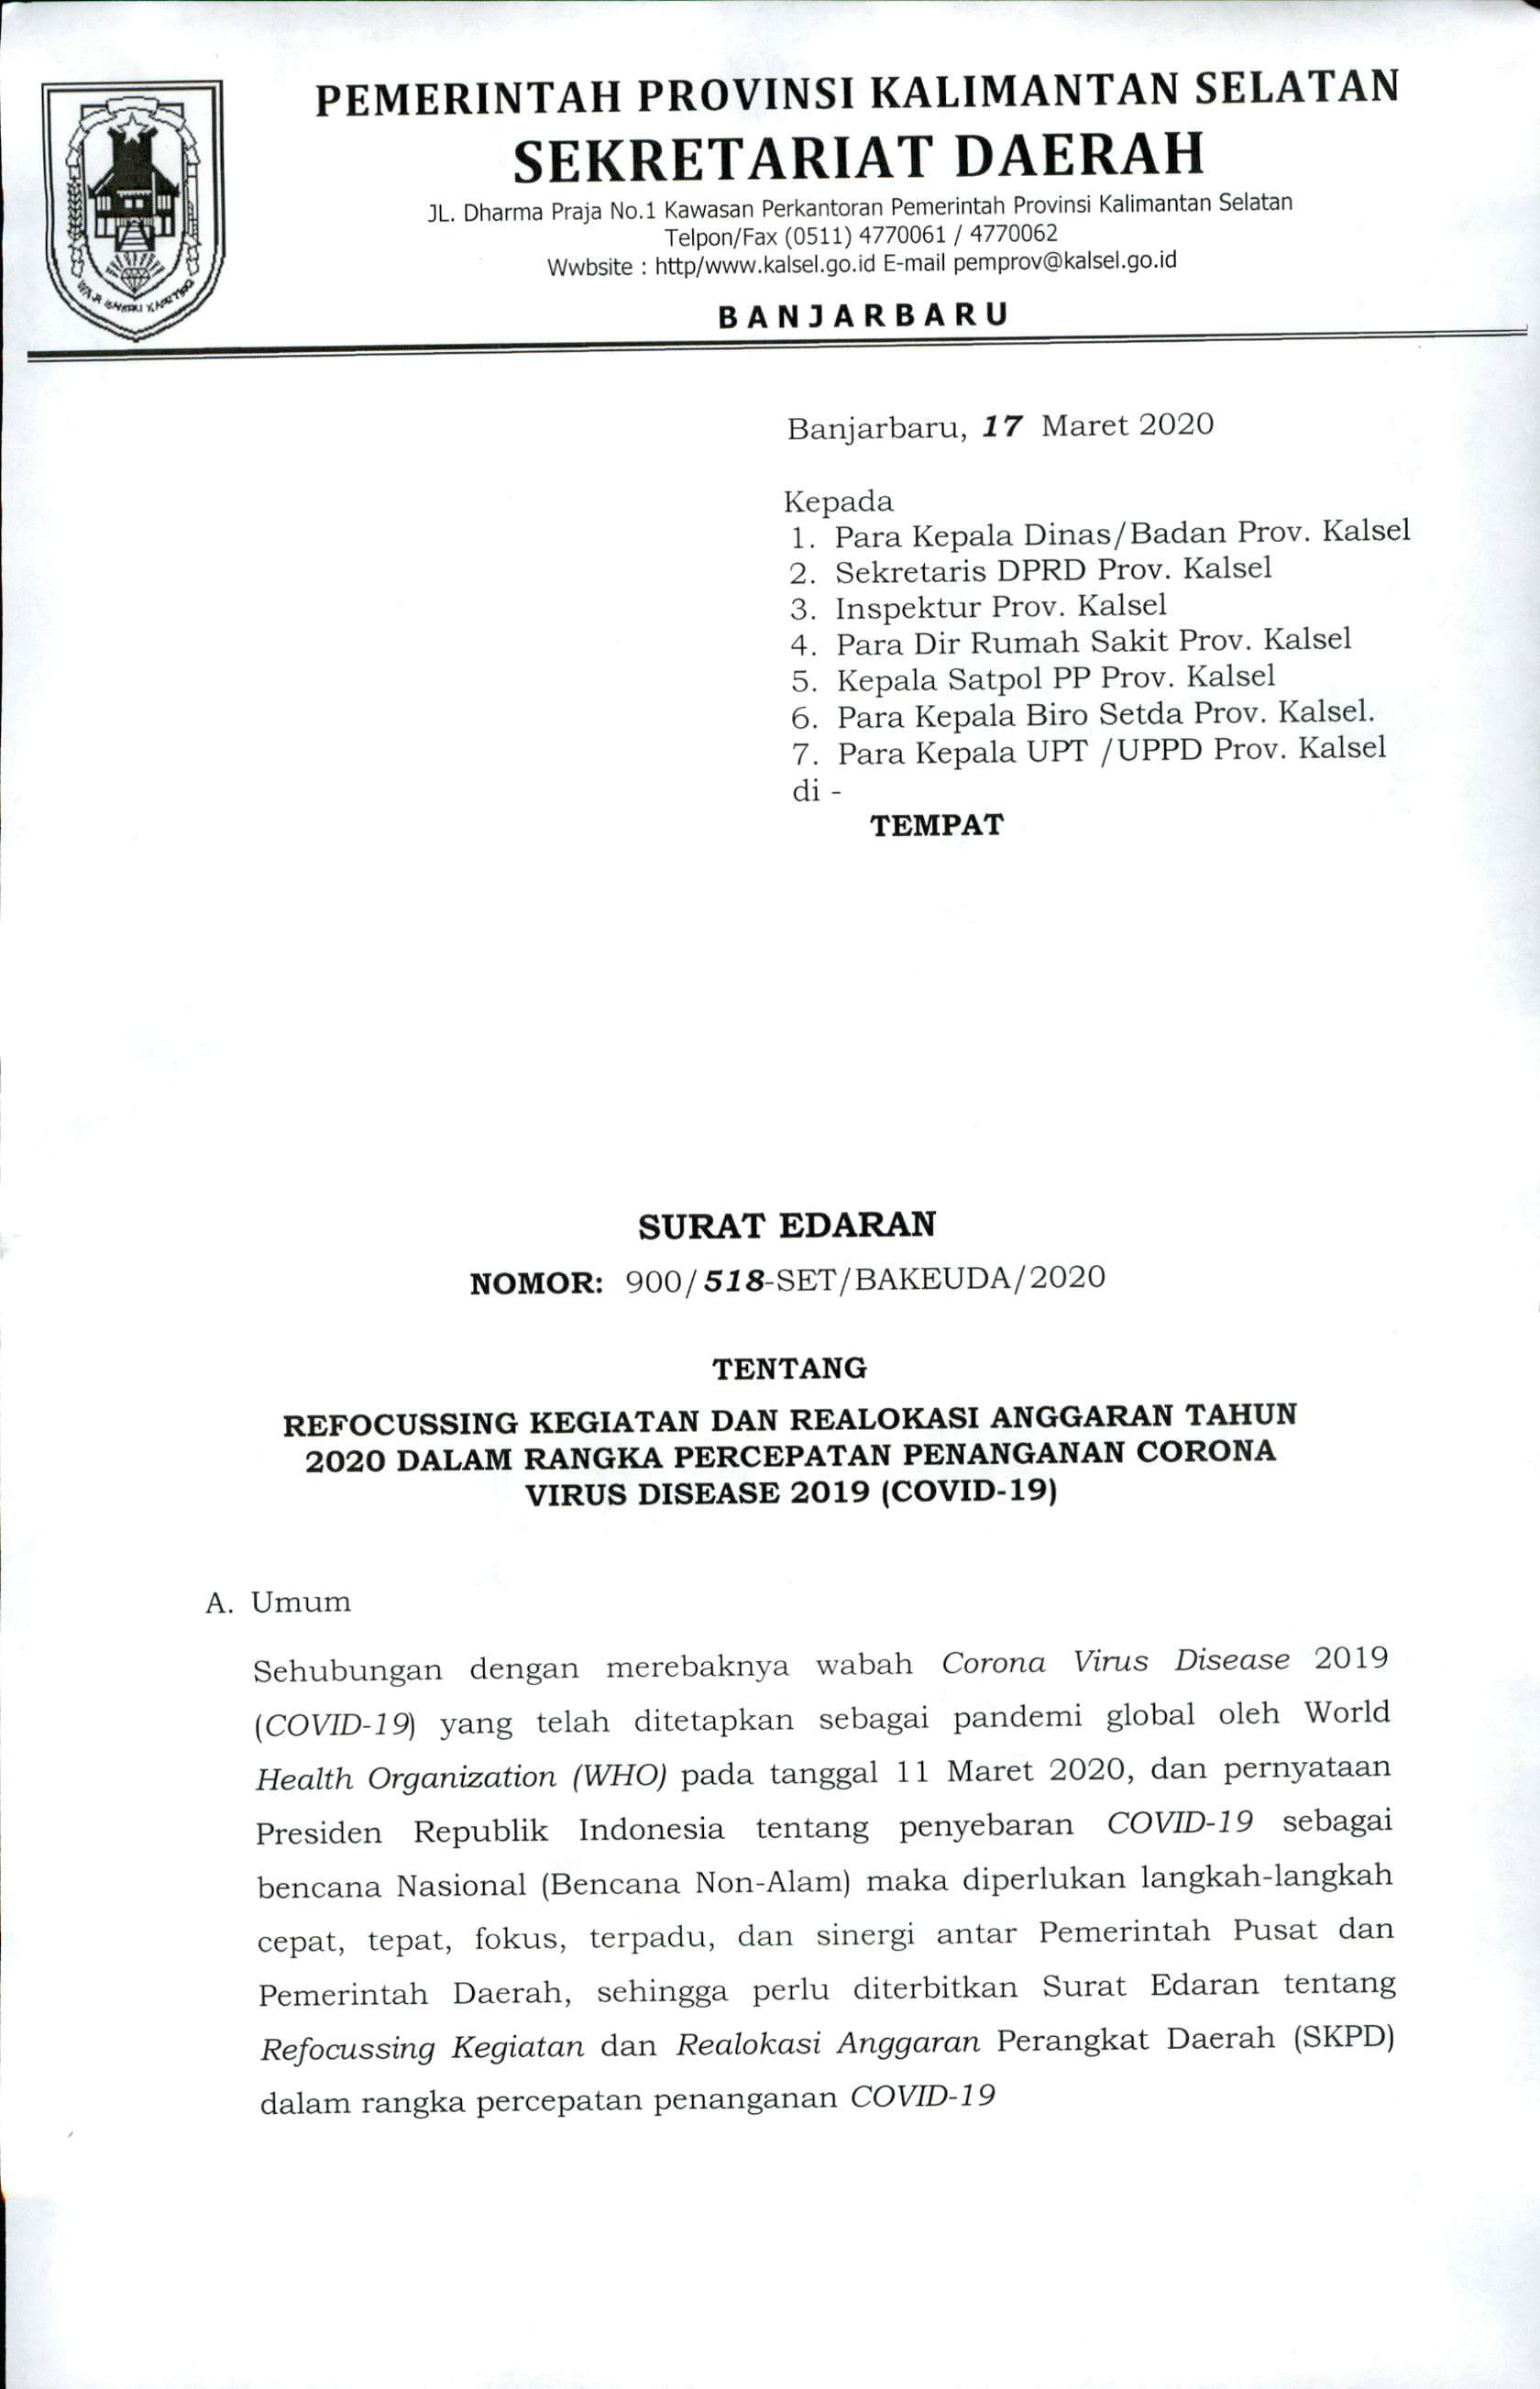 PEMERINTAH PROVINSI KALIMANTAN SELATAN
SEKRETARIAT DAERAH
JL. Dharma Praja No.1 Kawasan Perkantoran Pemerintah Provinsi Kalimantan Selatan
Telpon/Fax (0511) 4770061 / 4770062
Wwbsite : http/www.kalsel.go.id E-mail pemprov@kalsel.go.id
BANJARBARU
Banjarbaru, 17 Maret 2020
Kepada
1. Para Kepala Dinas/Badan Prov. Kalsel
2. Sekretaris DPRD Prov. Kalsel
3. Inspektur Prov. Kalsel
4. Para Dir Rumah Sakit Prov. Kalsel
5. Kepala Satpol PP Prov. Kalsel
6. Para Kepala Biro Setda Prov. Kalsel.
7. Para Kepala UPT /UPPD Prov. Kalsel
di -
TEMPAT
SURAT EDARAN
NOMOR: 900/518-SET/BAKEUDA/2020
TENTANG
REFOCUSSING KEGIATAN DAN REALOKASI ANGGARAN TAHUN
2020 DALAM RANGKA PERCEPATAN PENANGANAN CORONA
VIRUS DISEASE 2019 (COVID-19)
A. Umum
Sehubungan dengan merebaknya wabah Corona Virus Disease 2019
(COVID-19) yang telah ditetapkan sebagai pandemi global oleh World
Health Organization (WHO) pada tanggal 11 Maret 2020, dan pernyataan
Presiden Republik Indonesia tentang penyebaran COVID-19 sebagai
bencana Nasional (Bencana Non-Alam) maka diperlukan langkah-langkah
cepat, tepat, fokus, terpadu, dan sinergi antar Pemerintah Pusat dan
Pemerintah Daerah, sehingga perlu diterbitkan Surat Edaran tentang
Refocussing Kegiatan dan Realokasi Anggaran Perangkat Daerah (SKPD)
dalam rangka percepatan penanganan COVID-19